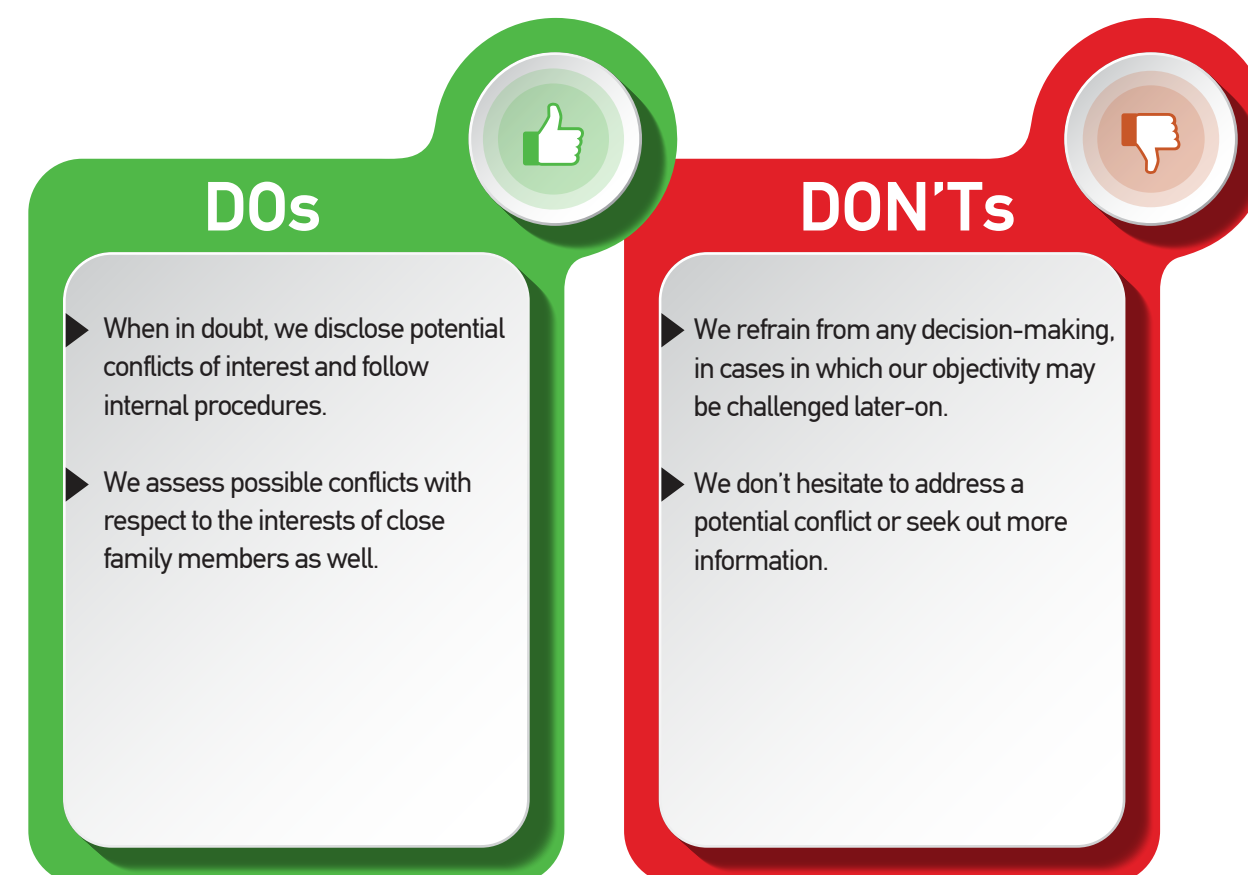 DOs
When in doubt, we disclose potential
conflicts of interest and follow
internal procedures.
We assess possible conflicts with
respect to the interests of close
family members as well.
DON'Ts
We refrain from any decision-making,
in cases in which our objectivity may
be challenged later-on.
We don't hesitate to address a
potential conflict or seek out more
information.